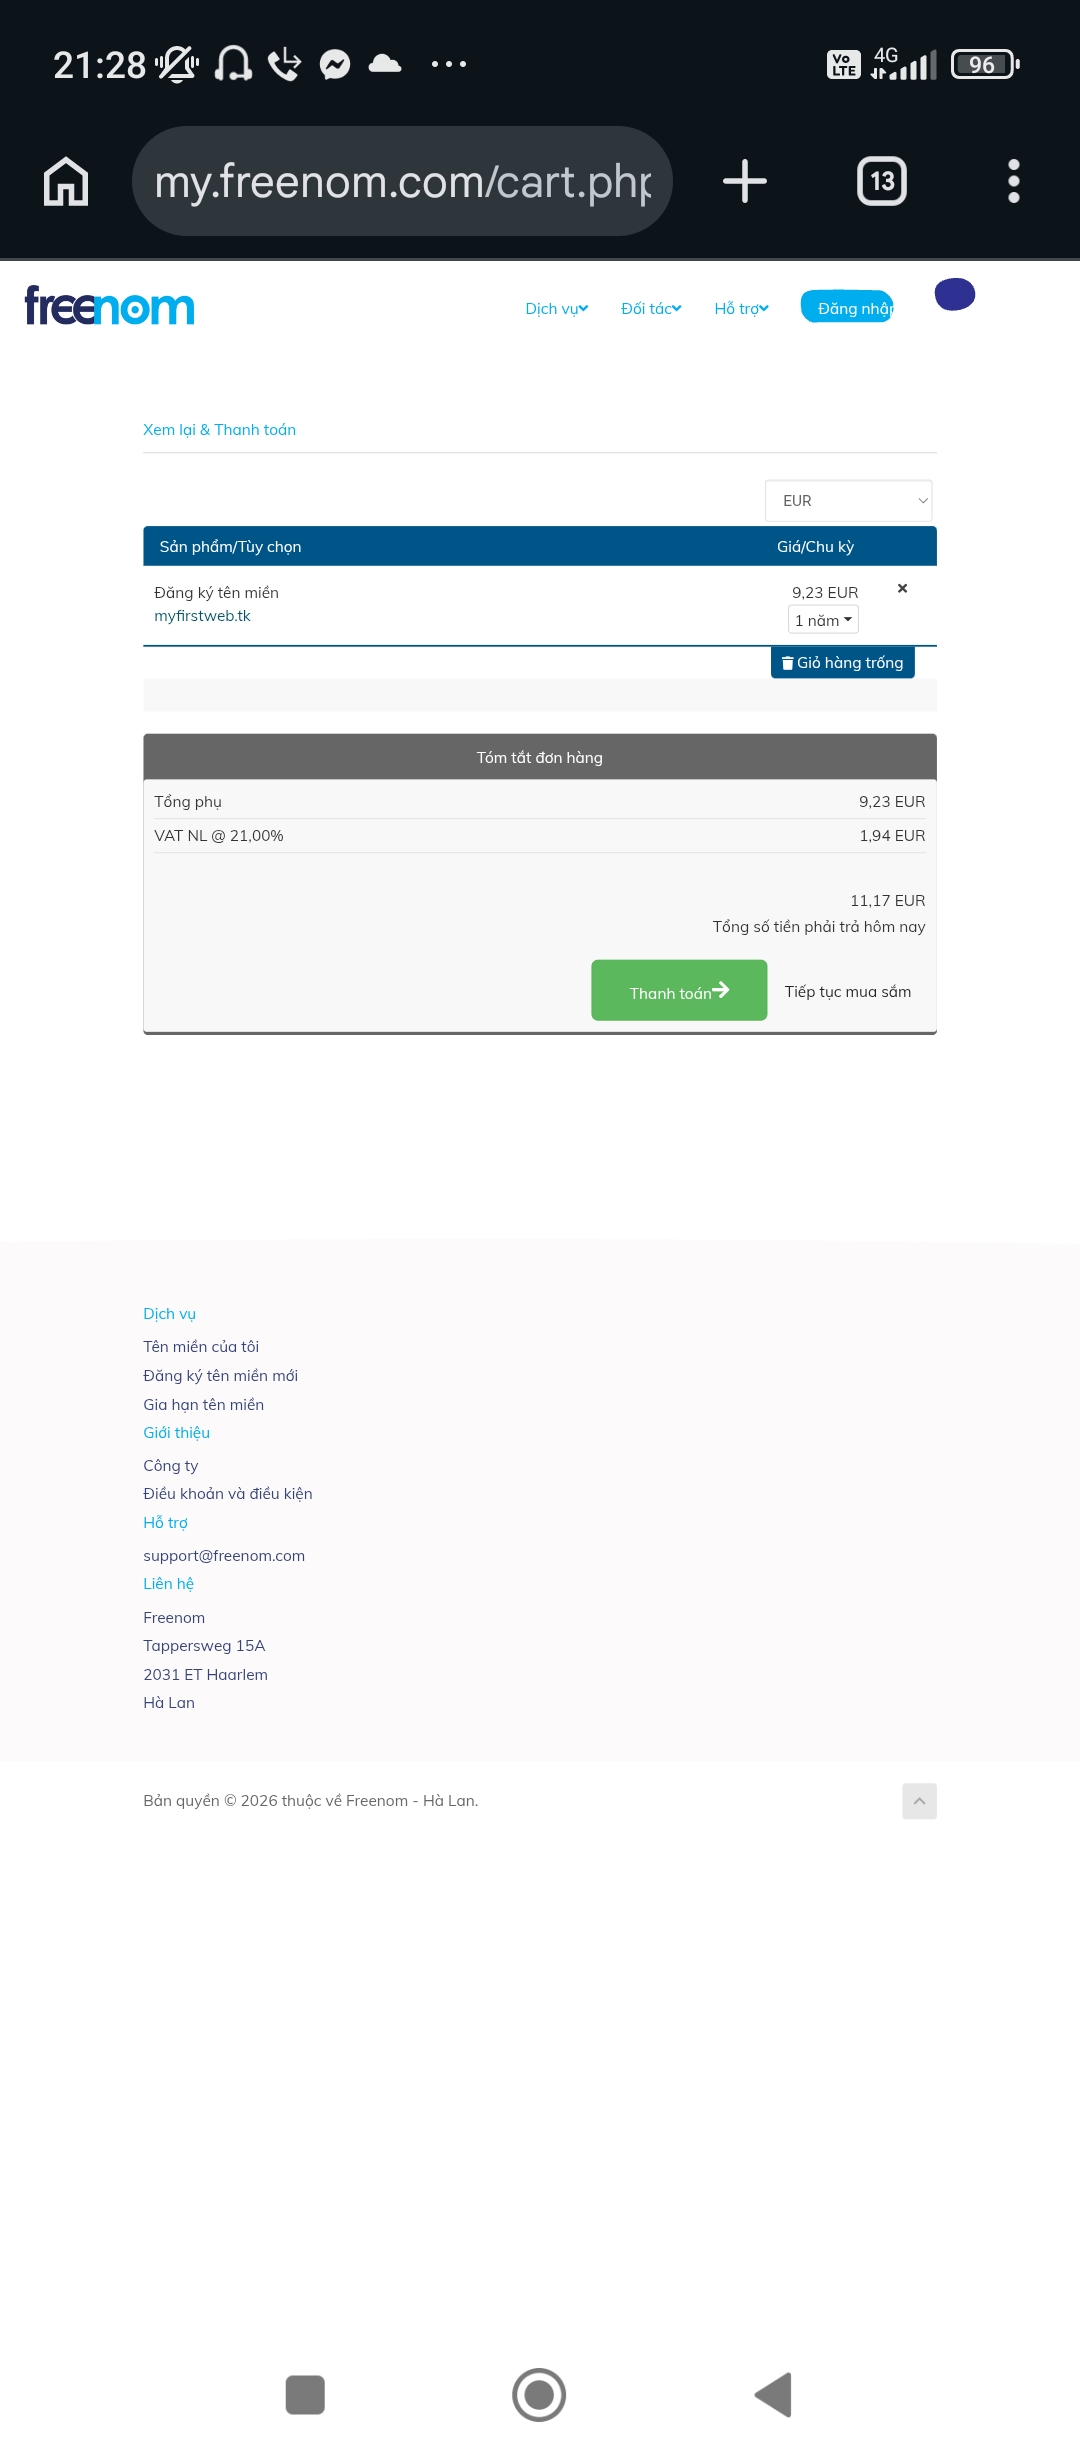 21:28
Vo LTE
4G
96
my.freenom.com/cart.php
13
freenom
Dịch vụ
Đối tác
Hỗ trợ
Đăng nhập
Xem lại & Thanh toán
EUR
Sản phẩm/Tùy chọn
Giá/Chu kỳ
Đăng ký tên miền
9,23 EUR
myfirstweb.tk
1 năm
Giỏ hàng trống
Tóm tắt đơn hàng
Tổng phụ
9,23 EUR
VAT NL @ 21,00%
1,94 EUR
11,17 EUR
Tổng số tiền phải trả hôm nay
Thanh toán
Tiếp tục mua sắm
Dịch vụ
Tên miền của tôi
Đăng ký tên miền mới
Gia hạn tên miền
Giới thiệu
Công ty
Điều khoản và điều kiện
Hỗ trợ
support@freenom.com
Liên hệ
Freenom
Tappersweg 15A
2031 ET Haarlem
Hà Lan
Bản quyền © 2026 thuộc về Freenom - Hà Lan.